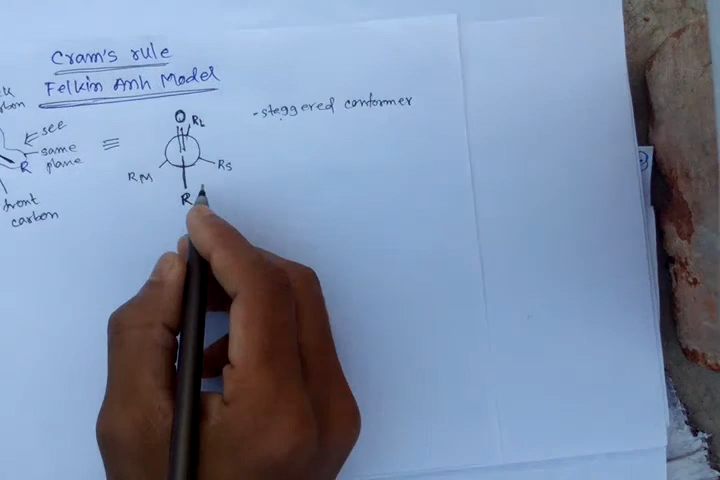 Cram's rule
Felkin Anh Model
see
same
plane
R
front
carbon
≡
O
RL
RM
RS
R
-staggered conformer